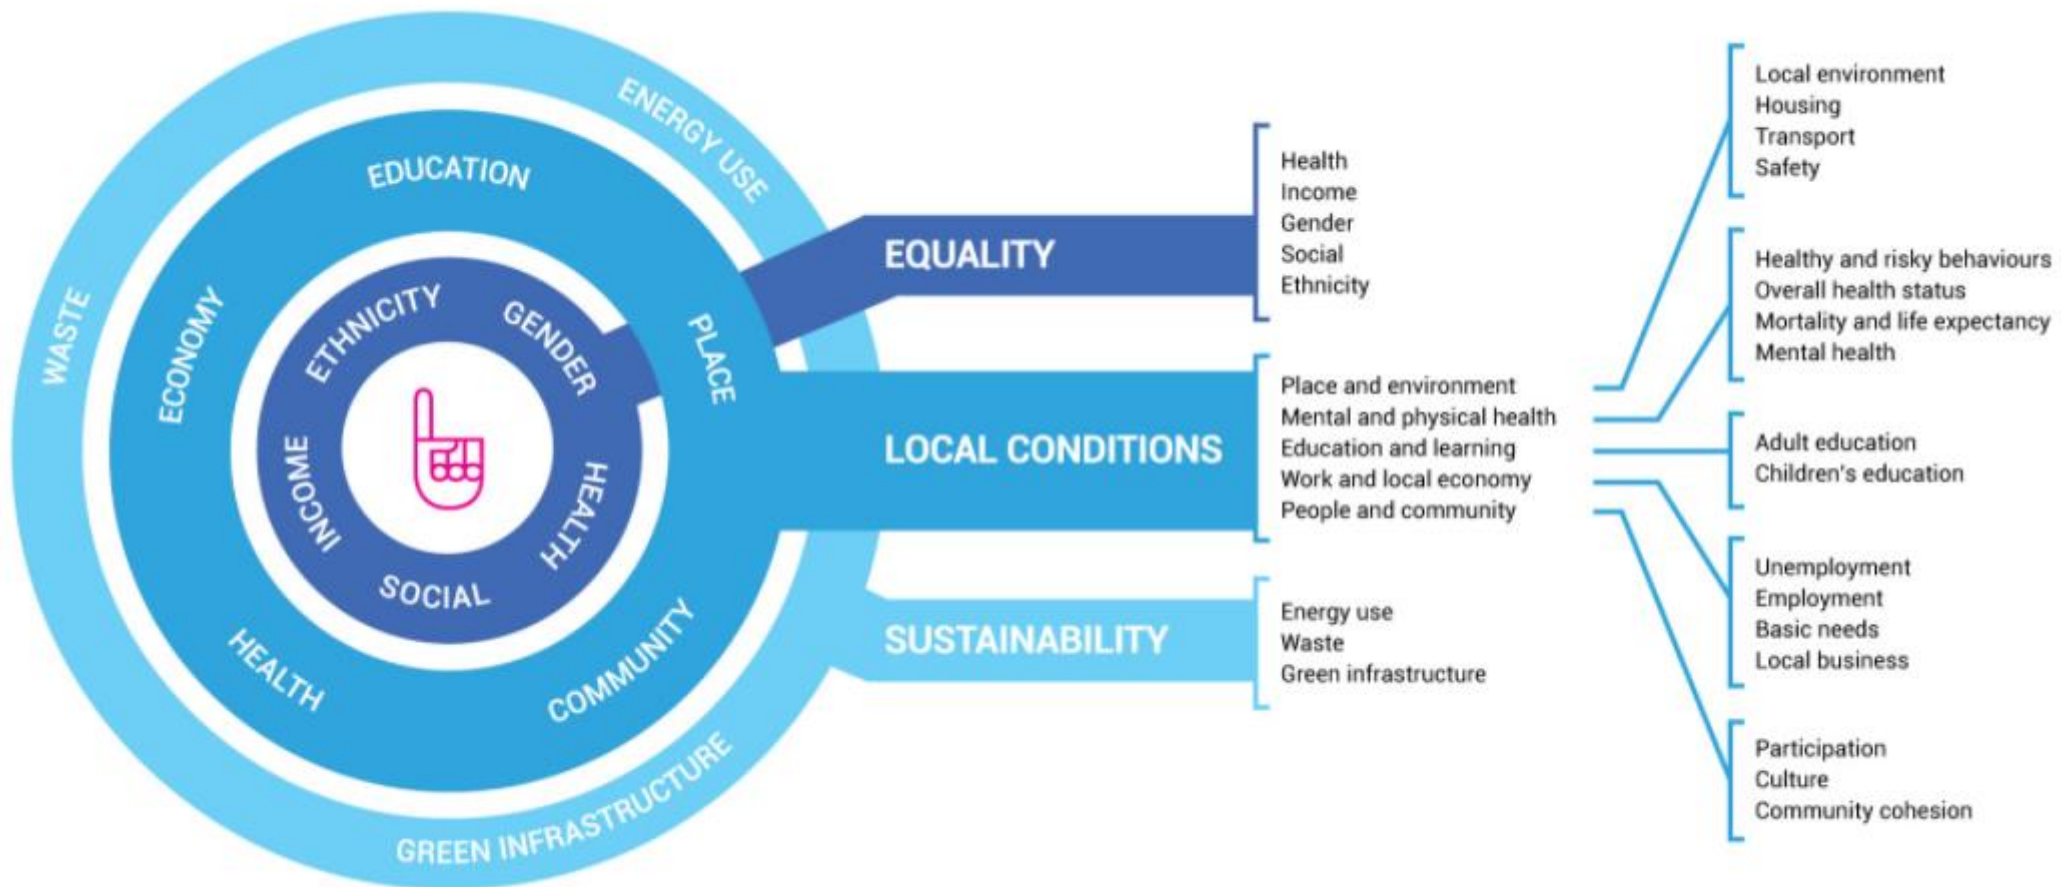 WASTE
ENERGY USE
GREEN INFRASTRUCTURE
EDUCATION
ECONOMY
PLACE
HEALTH
COMMUNITY
ETHNICITY
GENDER
INCOME
HEALTH
SOCIAL
EQUALITY
Health
Income
Gender
Social
Ethnicity
LOCAL CONDITIONS
Place and environment
Mental and physical health
Education and learning
Work and local economy
People and community
SUSTAINABILITY
Energy use
Waste
Green infrastructure
Local environment
Housing
Transport
Safety
Healthy and risky behaviours
Overall health status
Mortality and life expectancy
Mental health
Adult education
Children's education
Unemployment
Employment
Basic needs
Local business
Participation
Culture
Community cohesion